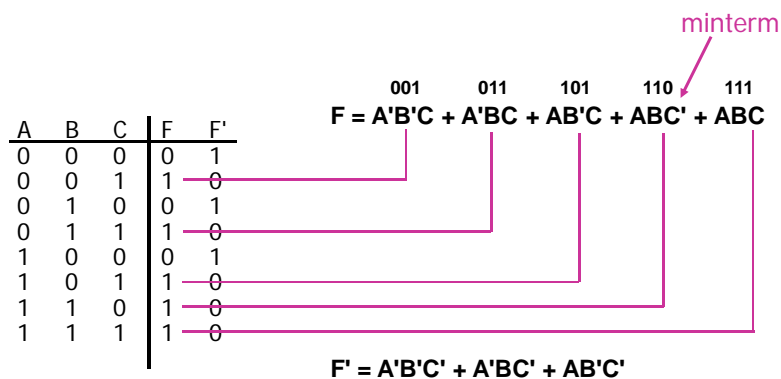 minterm
001 011 101 110 111
F = A'B'C + A'BC + AB'C + ABC' + ABC
A B C F F'
0 0 0 0 1
0 0 1 1 0
0 1 0 0 1
0 1 1 1 0
1 0 0 0 1
1 0 1 1 0
1 1 0 1 0
1 1 1 1 0
F' = A'B'C' + A'BC' + AB'C'